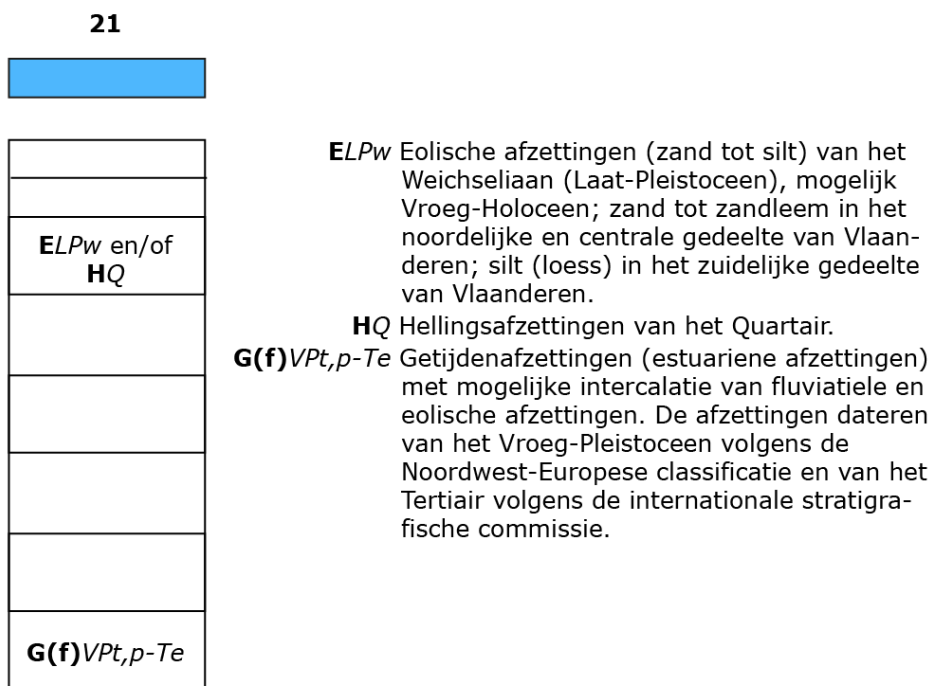 21
ELPw en/of
HQ
G(f)VPt,p-Te
ELPw Eolische afzettingen (zand tot silt) van het
Weichseliaan (Laat-Pleistoceen), mogelijk
Vroeg-Holoceen; zand tot zandleem in het
noordelijke en centrale gedeelte van Vlaan-
deren; silt (loess) in het zuidelijke gedeelte
van Vlaanderen.
HQ Hellingsafzettingen van het Quartair.
G(f)VPt,p-Te Getijdenafzettingen (estuariene afzettingen)
met mogelijke intercalatie van fluviatiele en
eolische afzettingen. De afzettingen dateren
van het Vroeg-Pleistoceen volgens de
Noordwest-Europese classificatie en van het
Tertiair volgens de internationale stratigra-
fische commissie.